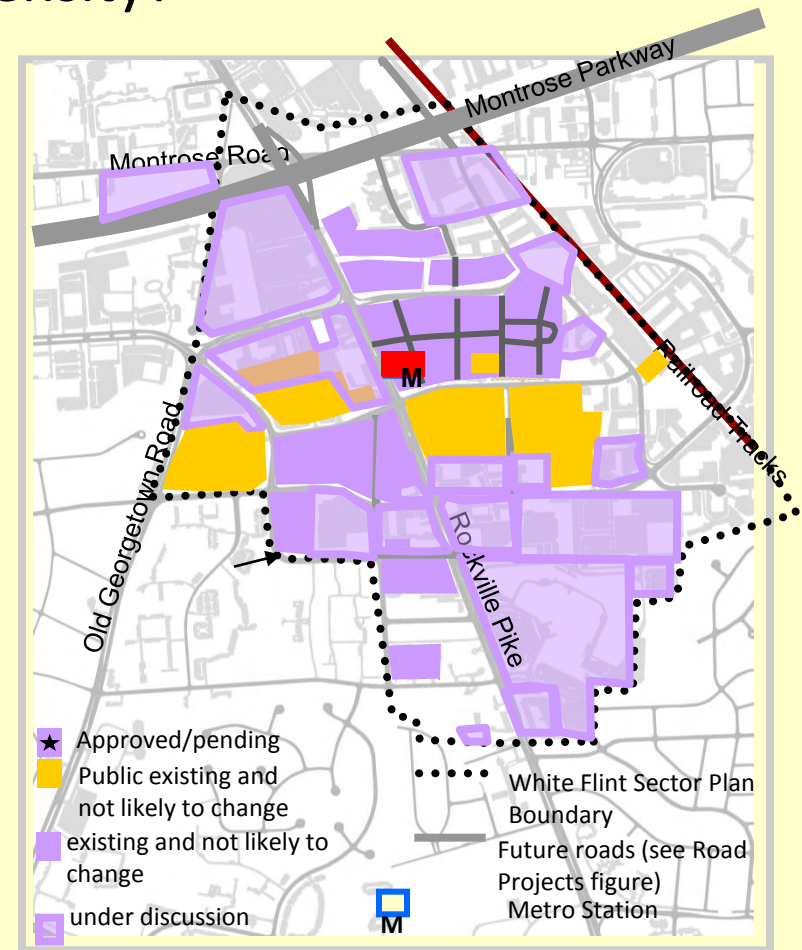 Montrose Parkway
Montrose Road
M
Railroad Tracks
Old Georgetown Road
Rockville Pike
Approved/pending
Public existing and
not likely to change
existing and not likely to
change
under discussion
White Flint Sector Plan
Boundary
Future roads (see Road
Projects figure)
Metro Station
M